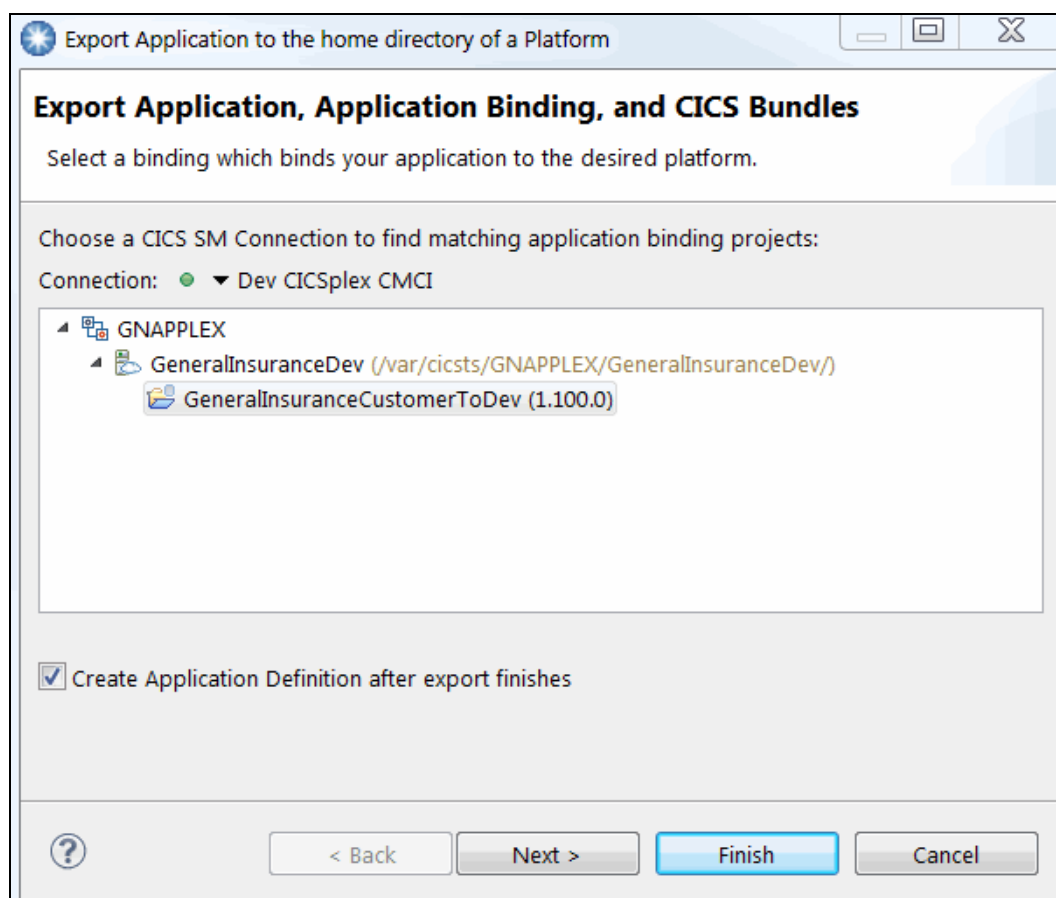 Export Application to the home directory of a Platform
Export Application, Application Binding, and CICS Bundles
Select a binding which binds your application to the desired platform.
Choose a CICS SM Connection to find matching application binding projects:
Connection: Dev CICSplex CMCI
GNAPPLEX
GeneralInsuranceDev (/var/cicsts/GNAPPLEX/GeneralInsuranceDev/)
GeneralInsuranceCustomerToDev (1.100.0)
Create Application Definition after export finishes
? < Back Next > Finish Cancel